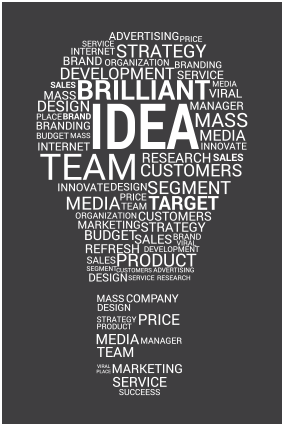 ADVERTISING PRICE
SERVICE
INTERNET STRATEGY
BRAND ORGANIZATION BRANDING
DEVELOPMENT SERVICE
SALES BRILLIANT MEDIA
MASS VIRAL
DESIGN IDEA MANAGER
PLACE BRAND MASS
BRANDING MEDIA
BUDGET MASS
INTERNET INNOVATE
TEAM RESEARCH SALES
CUSTOMERS
INNOVATE DESIGN SEGMENT
MEDIA PRICE TARGET
TEAM
ORGANIZATION CUSTOMERS
MARKETING STRATEGY
BUDGET SALES BRAND
VIRAL
REFRESH DEVELOPMENT
SALES PRODUCT
SEGMENT CUSTOMERS ADVERTISING
DESIGN SERVICE RESEARCH
MASS COMPANY
DESIGN
STRATEGY PRICE
PRODUCT
MEDIA MANAGER
TEAM
VIRAL MARKETING
PLACE
SERVICE
SUCCEESS